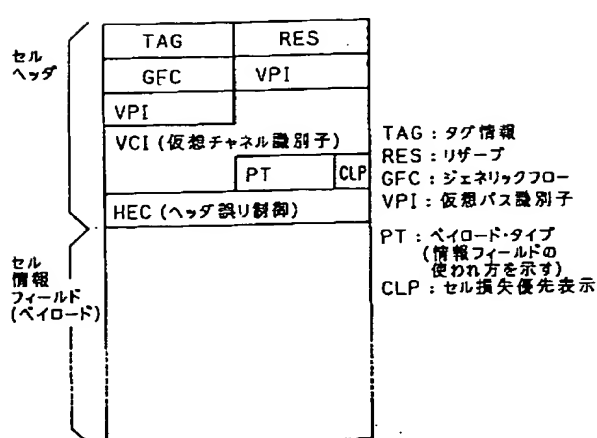 セル
ヘッダ
TAG
RES
GFC
VPI
VPI
VCI (仮想チャネル識別子)
PT
CLP
HEC (ヘッダ誤り制御)
セル
情報
フィールド
(ペイロード)
TAG : タグ情報
RES : リザーブ
GFC : ジェネリックフロー
VPI : 仮想パス識別子
PT : ペイロード・タイプ
(情報フィールドの
使われ方を示す)
CLP : セル損失優先表示